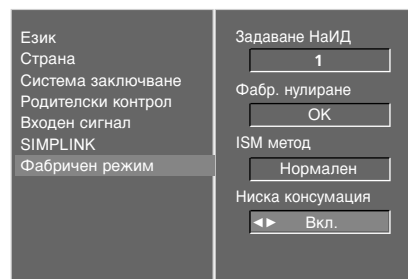 Език
Страна
Система заключване
Родителски контрол
Входен сигнал
SIMPLINK
Фабричен режим
Задаване НаИД
1
Фабр. нулиране
OK
ISM метод
Нормален
Ниска консумация
◄► Вкл.